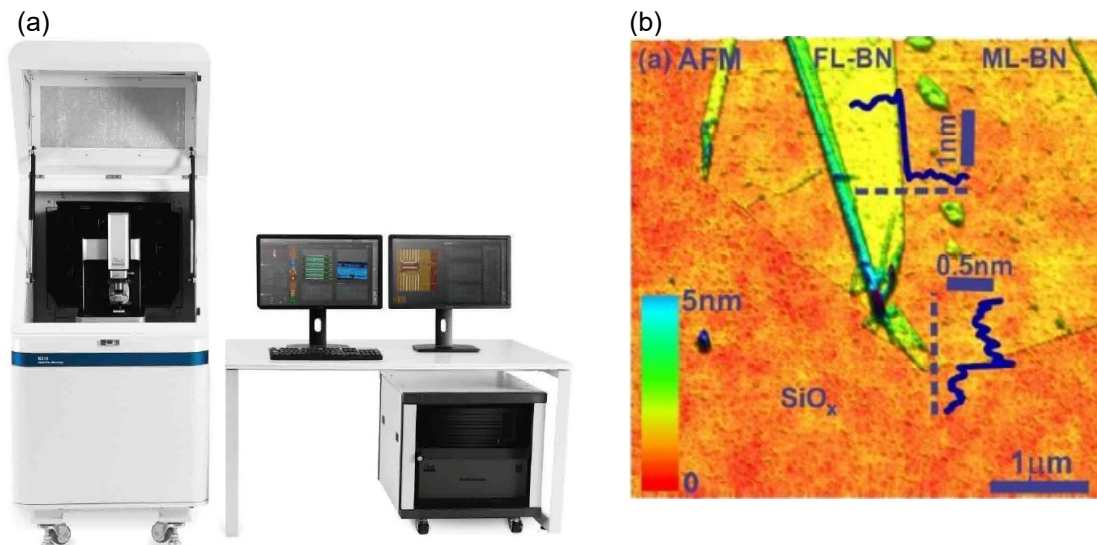 (a)
(b)
(a) AFM
FL-BN
ML-BN
1nm
0.5nm
5nm
SiOₓ
0
1μm